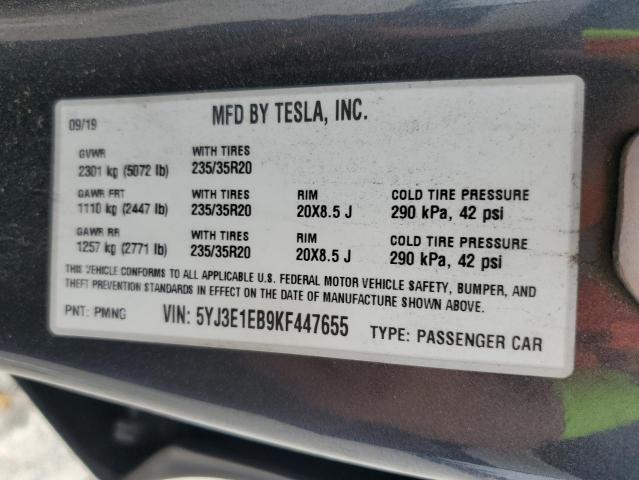 MFD BY TESLA, INC.
09/19
GVWR
2301 kg (5072 lb)
WITH TIRES
235/35R20
GAWR FRT
1110 kg (2447 lb)
WITH TIRES
235/35R20
RIM
20X8.5 J
COLD TIRE PRESSURE
290 kPa, 42 psi
GAWR RR
1257 kg (2771 lb)
WITH TIRES
235/35R20
RIM
20X8.5 J
COLD TIRE PRESSURE
290 kPa, 42 psi
THIS VEHICLE CONFORMS TO ALL APPLICABLE U.S. FEDERAL MOTOR VEHICLE SAFETY, BUMPER, AND
THEFT PREVENTION STANDARDS IN EFFECT ON THE DATE OF MANUFACTURE SHOWN ABOVE.
PNT: PMNG
VIN: 5YJ3E1EB9KF447655
TYPE: PASSENGER CAR